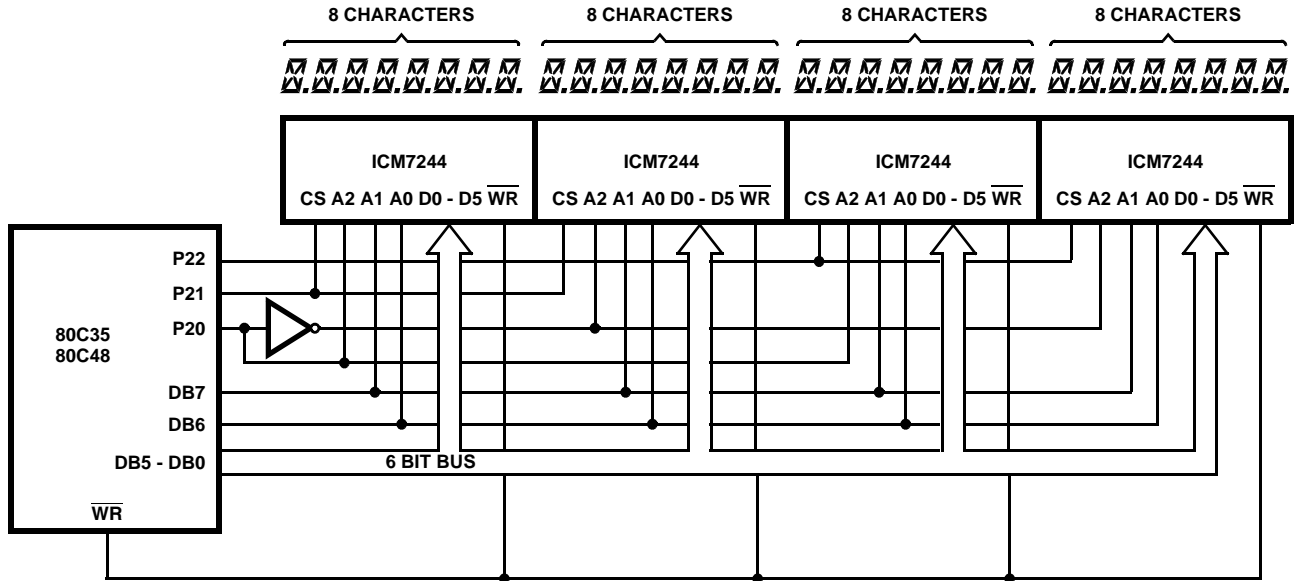 8 CHARACTERS 8 CHARACTERS 8 CHARACTERS 8 CHARACTERS
ICM7244 ICM7244 ICM7244 ICM7244
CS A2 A1 A0 D0 - D5 WR CS A2 A1 A0 D0 - D5 WR CS A2 A1 A0 D0 - D5 WR CS A2 A1 A0 D0 - D5 WR
P22
P21
P20
80C35
80C48
DB7
DB6
DB5 - DB0
6 BIT BUS
WR